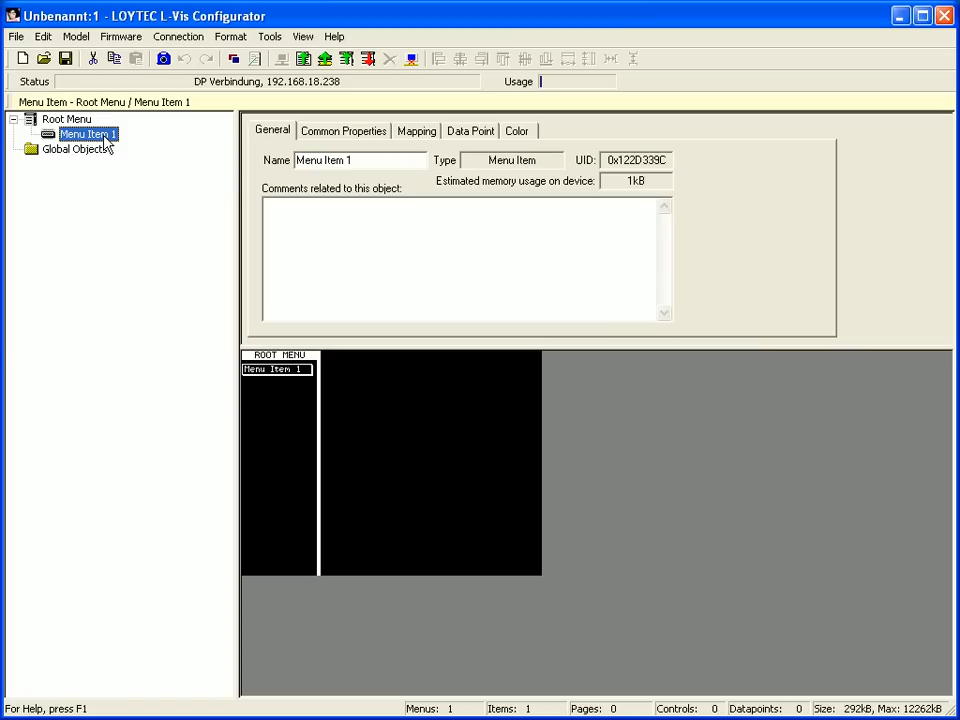 Unbenannt:1 - LOYTEC L-Vis Configurator
File Edit Model Firmware Connection Format Tools View Help
Status DP Verbindung, 192.168.18.238 Usage
Menu Item - Root Menu / Menu Item 1
Root Menu
Menu Item 1
Global Objects
General Common Properties Mapping Data Point Color
Name Menu Item 1 Type Menu Item UID: 0x122D339C
Estimated memory usage on device: 1kB
Comments related to this object:
ROOT MENU
Menu Item 1
For Help, press F1 Menus: 1 Items: 1 Pages: 0 Controls: 0 Datapoints: 0 Size: 292kB, Max: 12262kB